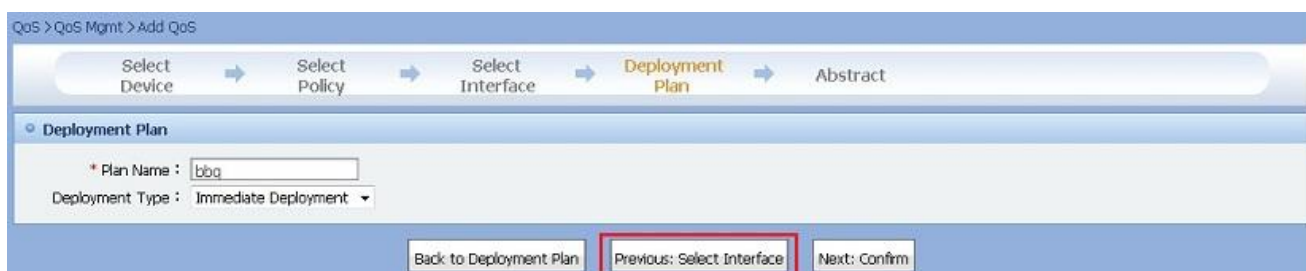 QoS > QoS Mgmt > Add QoS
Select Device
Select Policy
Select Interface
Deployment Plan
Abstract
Deployment Plan
* Plan Name : bbq
Deployment Type : Immediate Deployment
Back to Deployment Plan
Previous: Select Interface
Next: Confirm